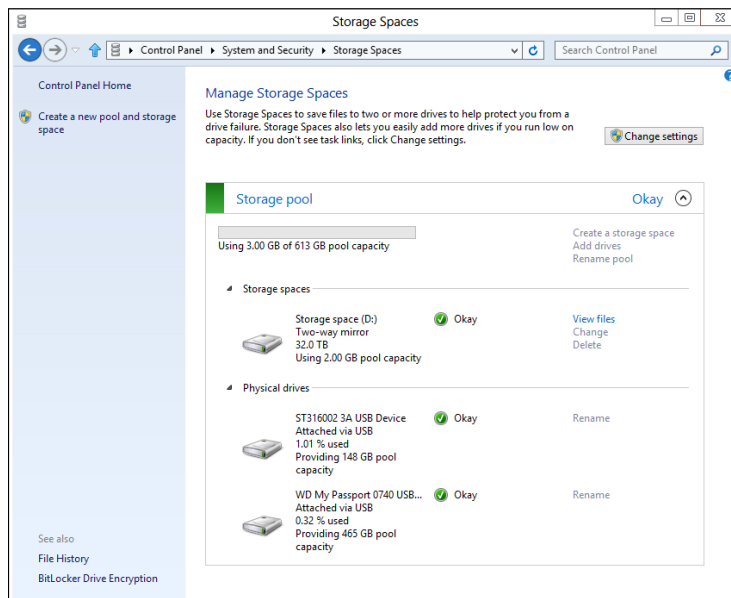 Storage Spaces
Control Panel ▸ System and Security ▸ Storage Spaces
Search Control Panel
Control Panel Home
Create a new pool and storage
space
Manage Storage Spaces
Use Storage Spaces to save files to two or more drives to help protect you from a
drive failure. Storage Spaces also lets you easily add more drives if you run low on
capacity. If you don't see task links, click Change settings.
Change settings
Storage pool
Okay
Using 3.00 GB of 613 GB pool capacity
Create a storage space
Add drives
Rename pool
Storage spaces
Storage space (D:)
Two-way mirror
32.0 TB
Using 2.00 GB pool capacity
Okay
View files
Change
Delete
Physical drives
ST316002 3A USB Device
Attached via USB
1.01 % used
Providing 148 GB pool
capacity
Okay
Rename
WD My Passport 0740 USB...
Attached via USB
0.32 % used
Providing 465 GB pool
capacity
Okay
Rename
See also
File History
BitLocker Drive Encryption